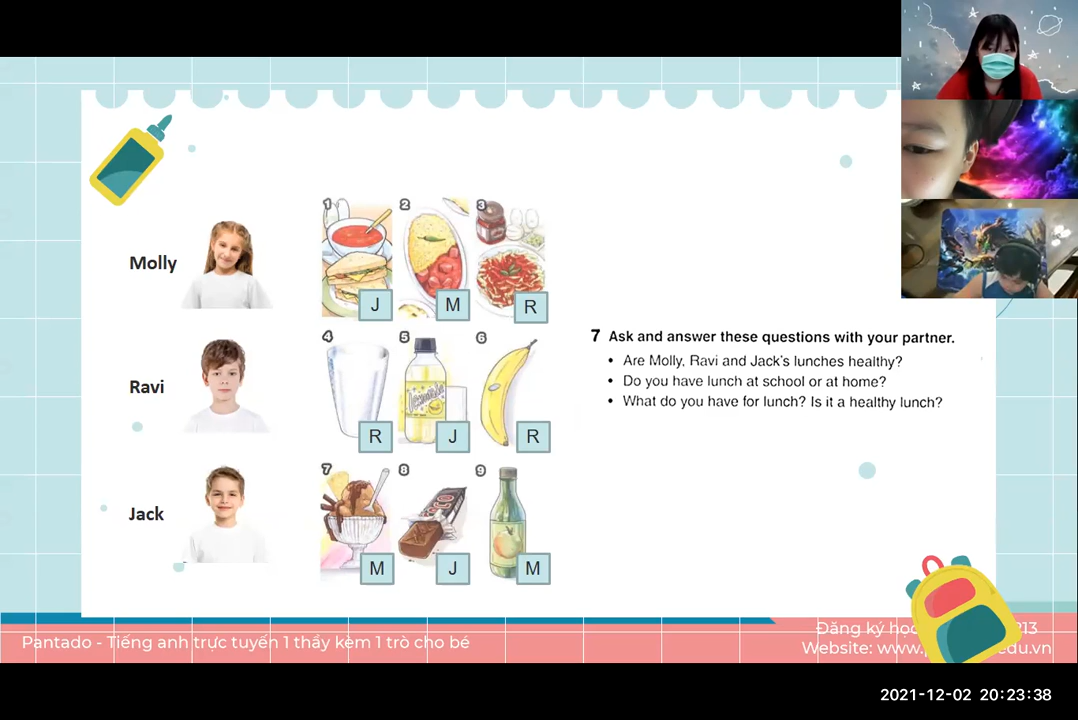 Molly
1
2
3
J
M
R
Ravi
4
5
6
R
J
R
Jack
7
8
9
M
J
M
7 Ask and answer these questions with your partner.
• Are Molly, Ravi and Jack's lunches healthy?
• Do you have lunch at school or at home?
• What do you have for lunch? Is it a healthy lunch?
Pantado - Tiếng anh trực tuyến 1 thầy kèm 1 trò cho bé
Đăng ký
Website:
2021-12-02 20:23:38